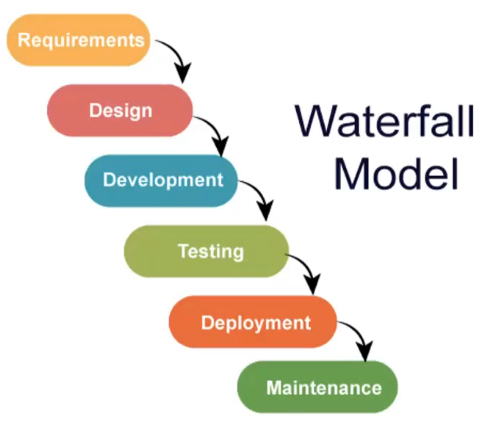 Requirements
Design
Waterfall
Model
Development
Testing
Deployment
Maintenance